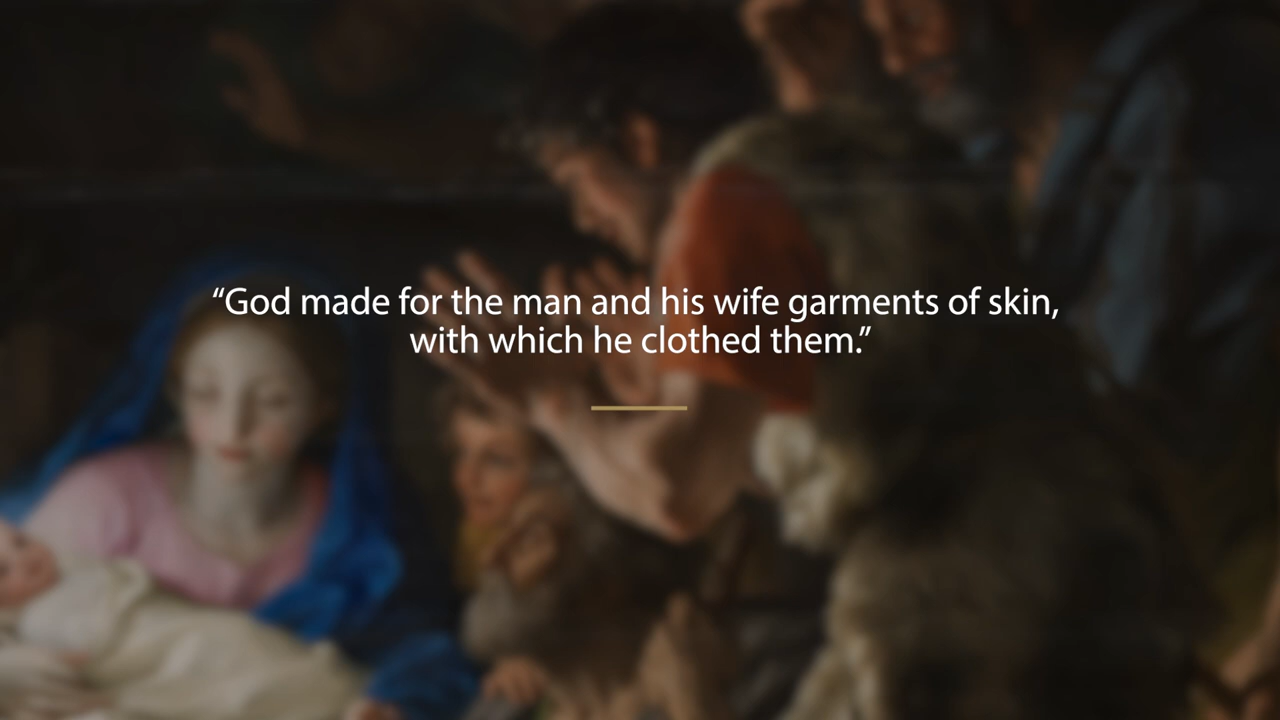 “God made for the man and his wife garments of skin,
with which he clothed them.”